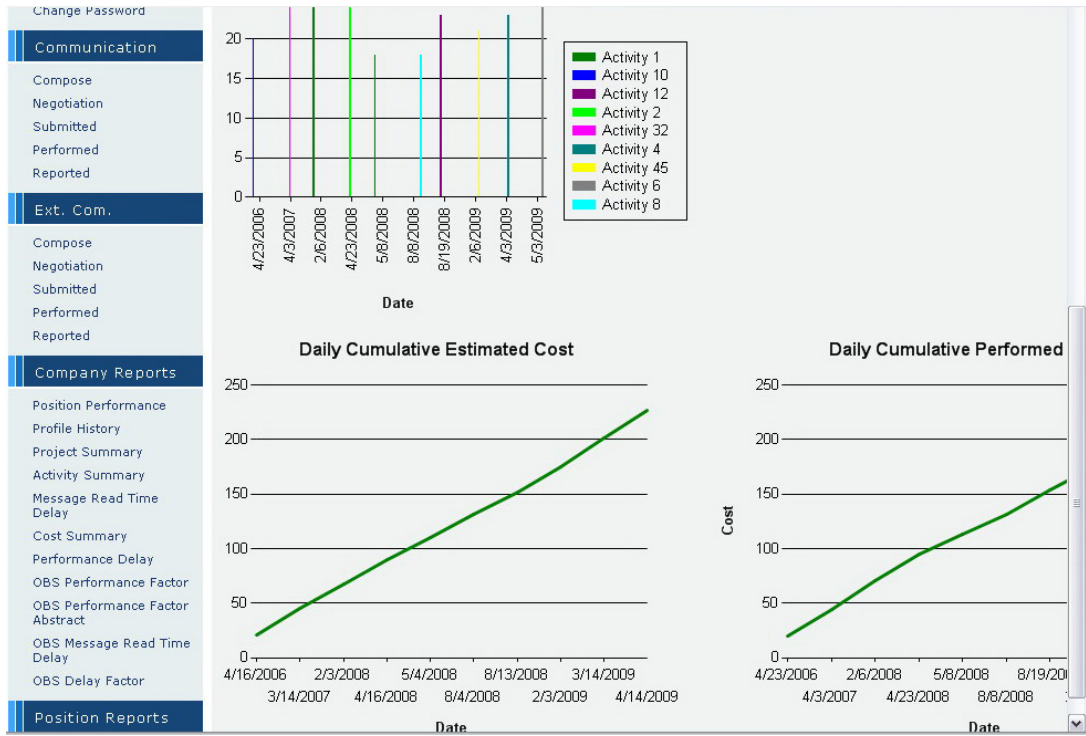 Change Password
Communication
Compose
Negotiation
Submitted
Performed
Reported
Ext. Com.
Compose
Negotiation
Submitted
Performed
Reported
Company Reports
Position Performance
Profile History
Project Summary
Activity Summary
Message Read Time
Delay
Cost Summary
Performance Delay
OBS Performance Factor
OBS Performance Factor
Abstract
OBS Message Read Time
Delay
OBS Delay Factor
Position Reports
20
15
10
5
0
4/23/2006
4/3/2007
2/6/2008
4/23/2008
5/8/2008
8/8/2008
8/19/2008
2/6/2009
4/3/2009
5/3/2009
Date
Activity 1
Activity 10
Activity 12
Activity 2
Activity 32
Activity 4
Activity 45
Activity 6
Activity 8
Daily Cumulative Estimated Cost
250
200
150
100
50
0
4/16/2006 2/3/2008 5/4/2008 8/13/2008 3/14/2009
3/14/2007 4/16/2008 8/4/2008 2/3/2009 4/14/2009
Date
Daily Cumulative Performed
Cost
250
200
150
100
50
0
4/23/2006 2/6/2008 5/8/2008 8/19/20
4/3/2007 4/23/2008 8/8/2008
Date